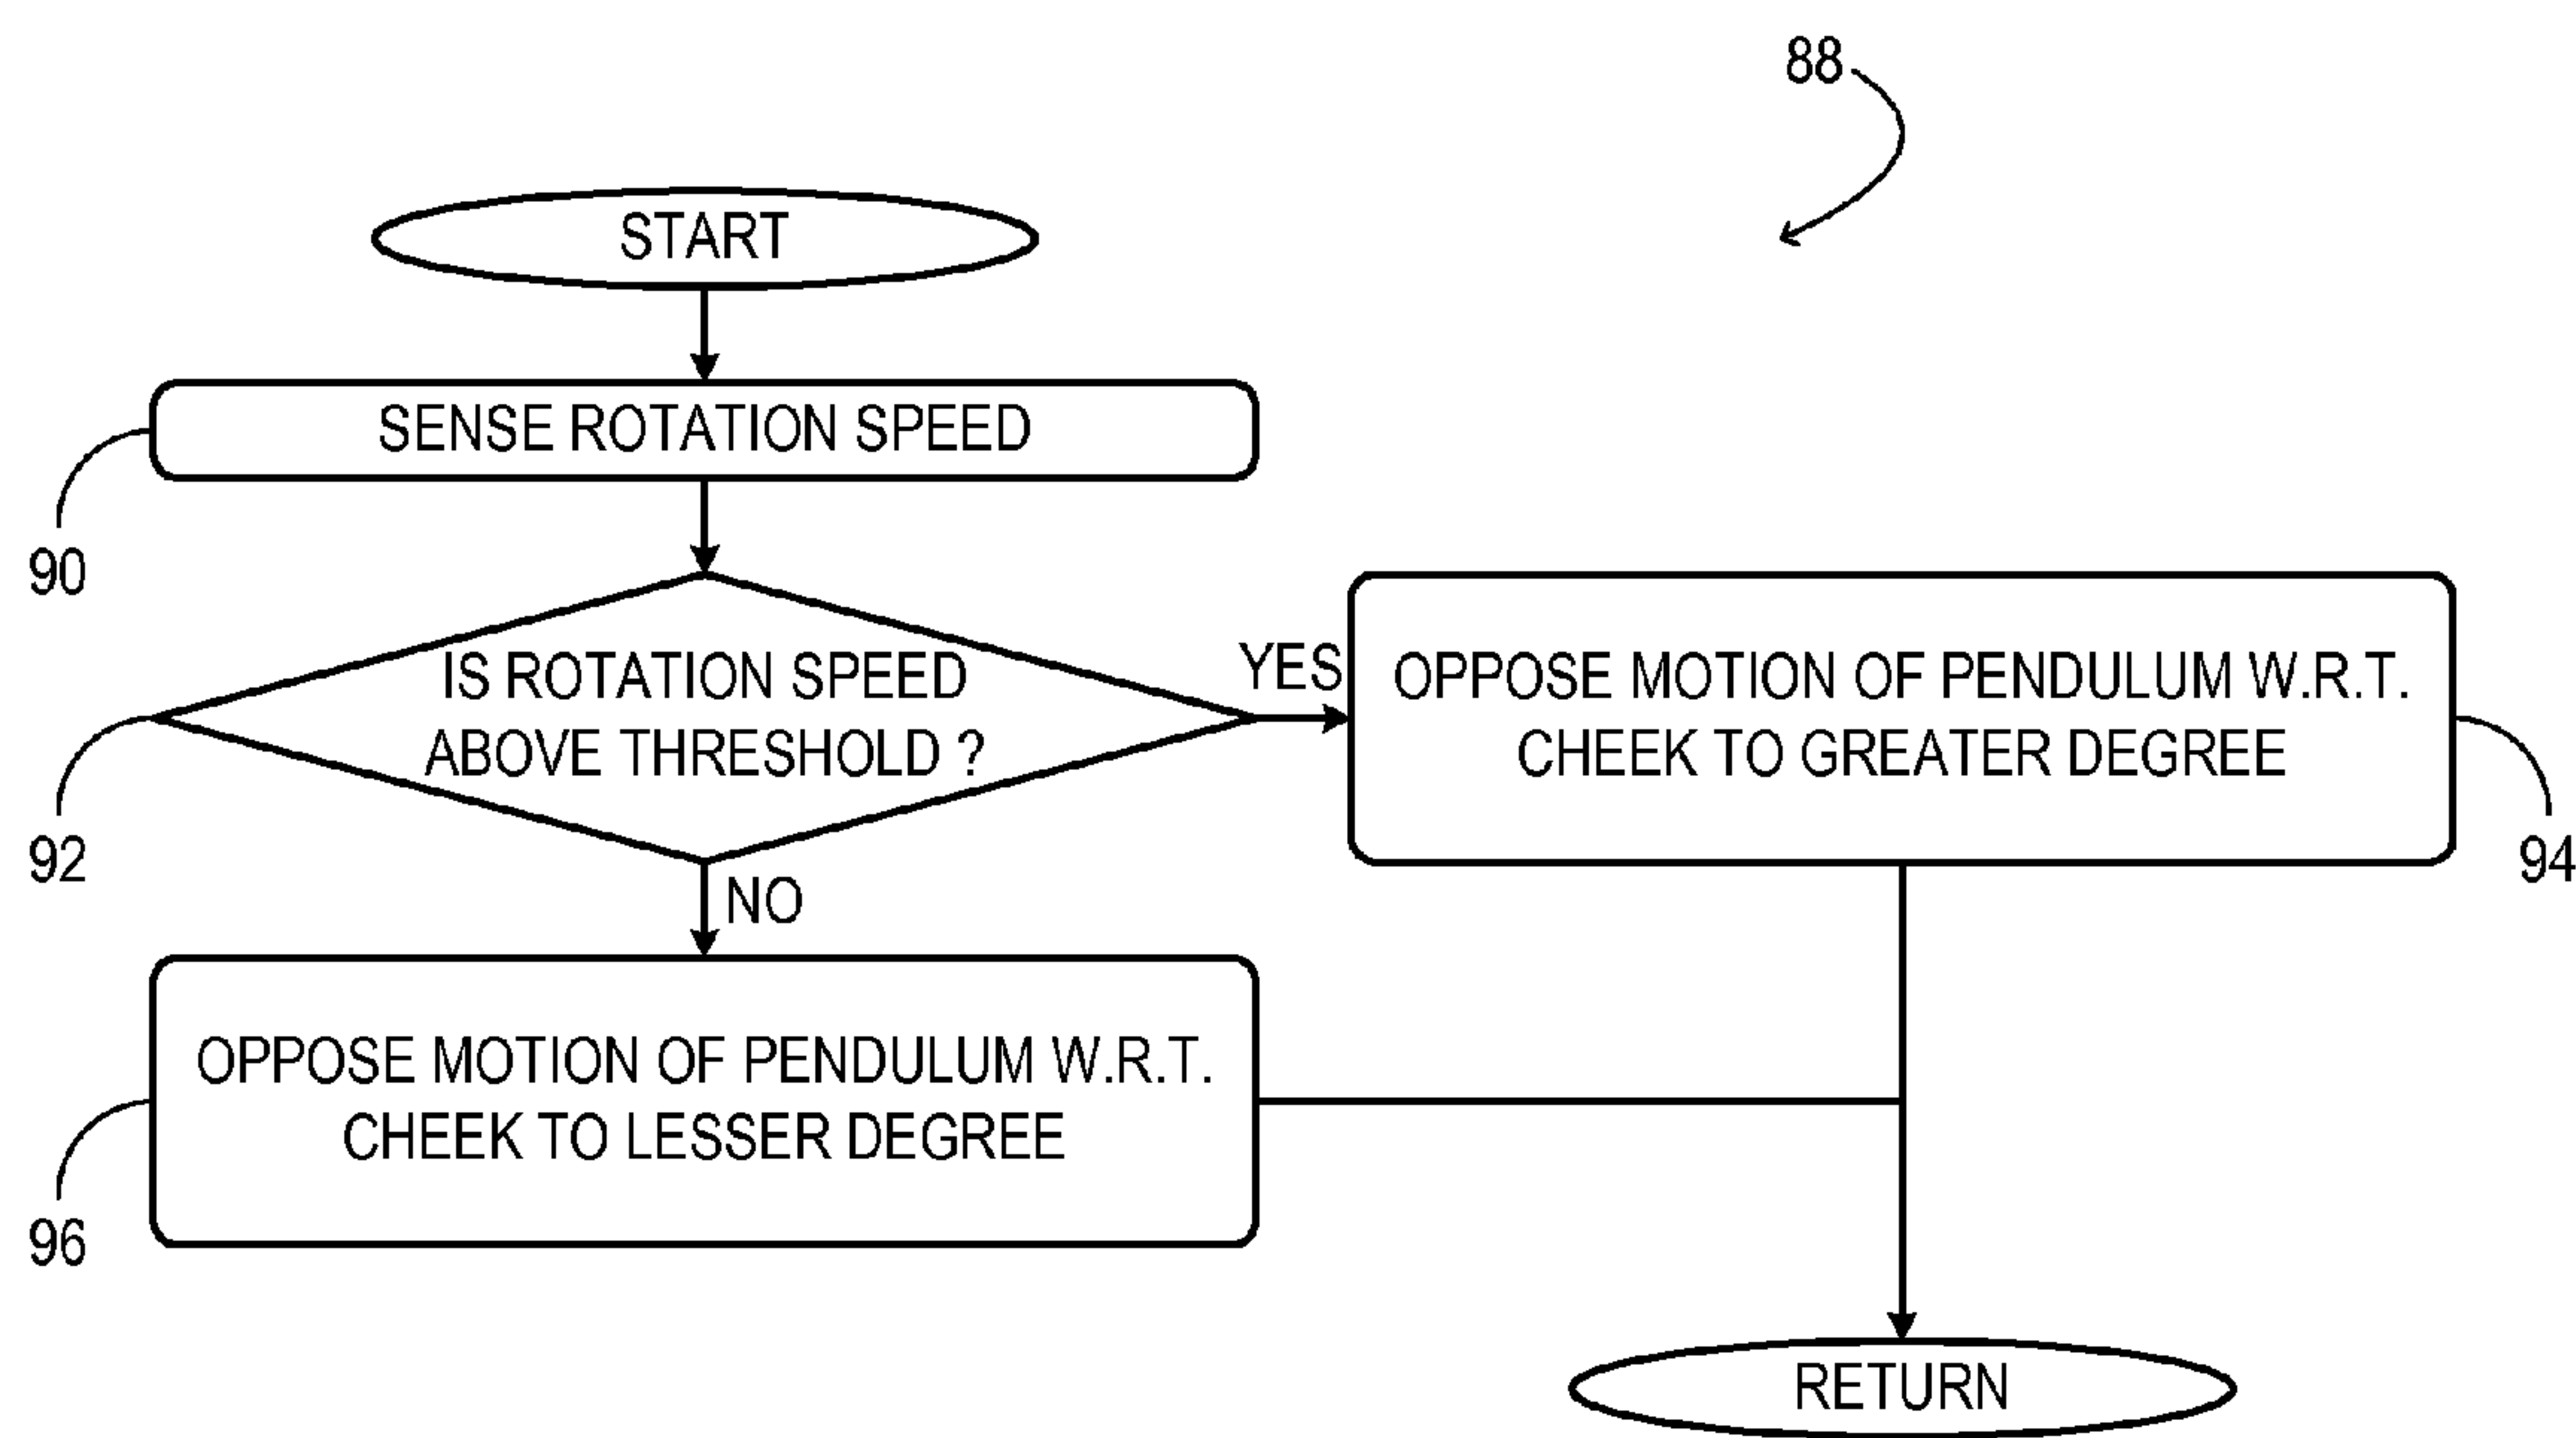 88
START
SENSE ROTATION SPEED
90
IS ROTATION SPEED
ABOVE THRESHOLD ?
92
YES
OPPOSE MOTION OF PENDULUM W.R.T.
CHEEK TO GREATER DEGREE
94
NO
OPPOSE MOTION OF PENDULUM W.R.T.
CHEEK TO LESSER DEGREE
96
RETURN